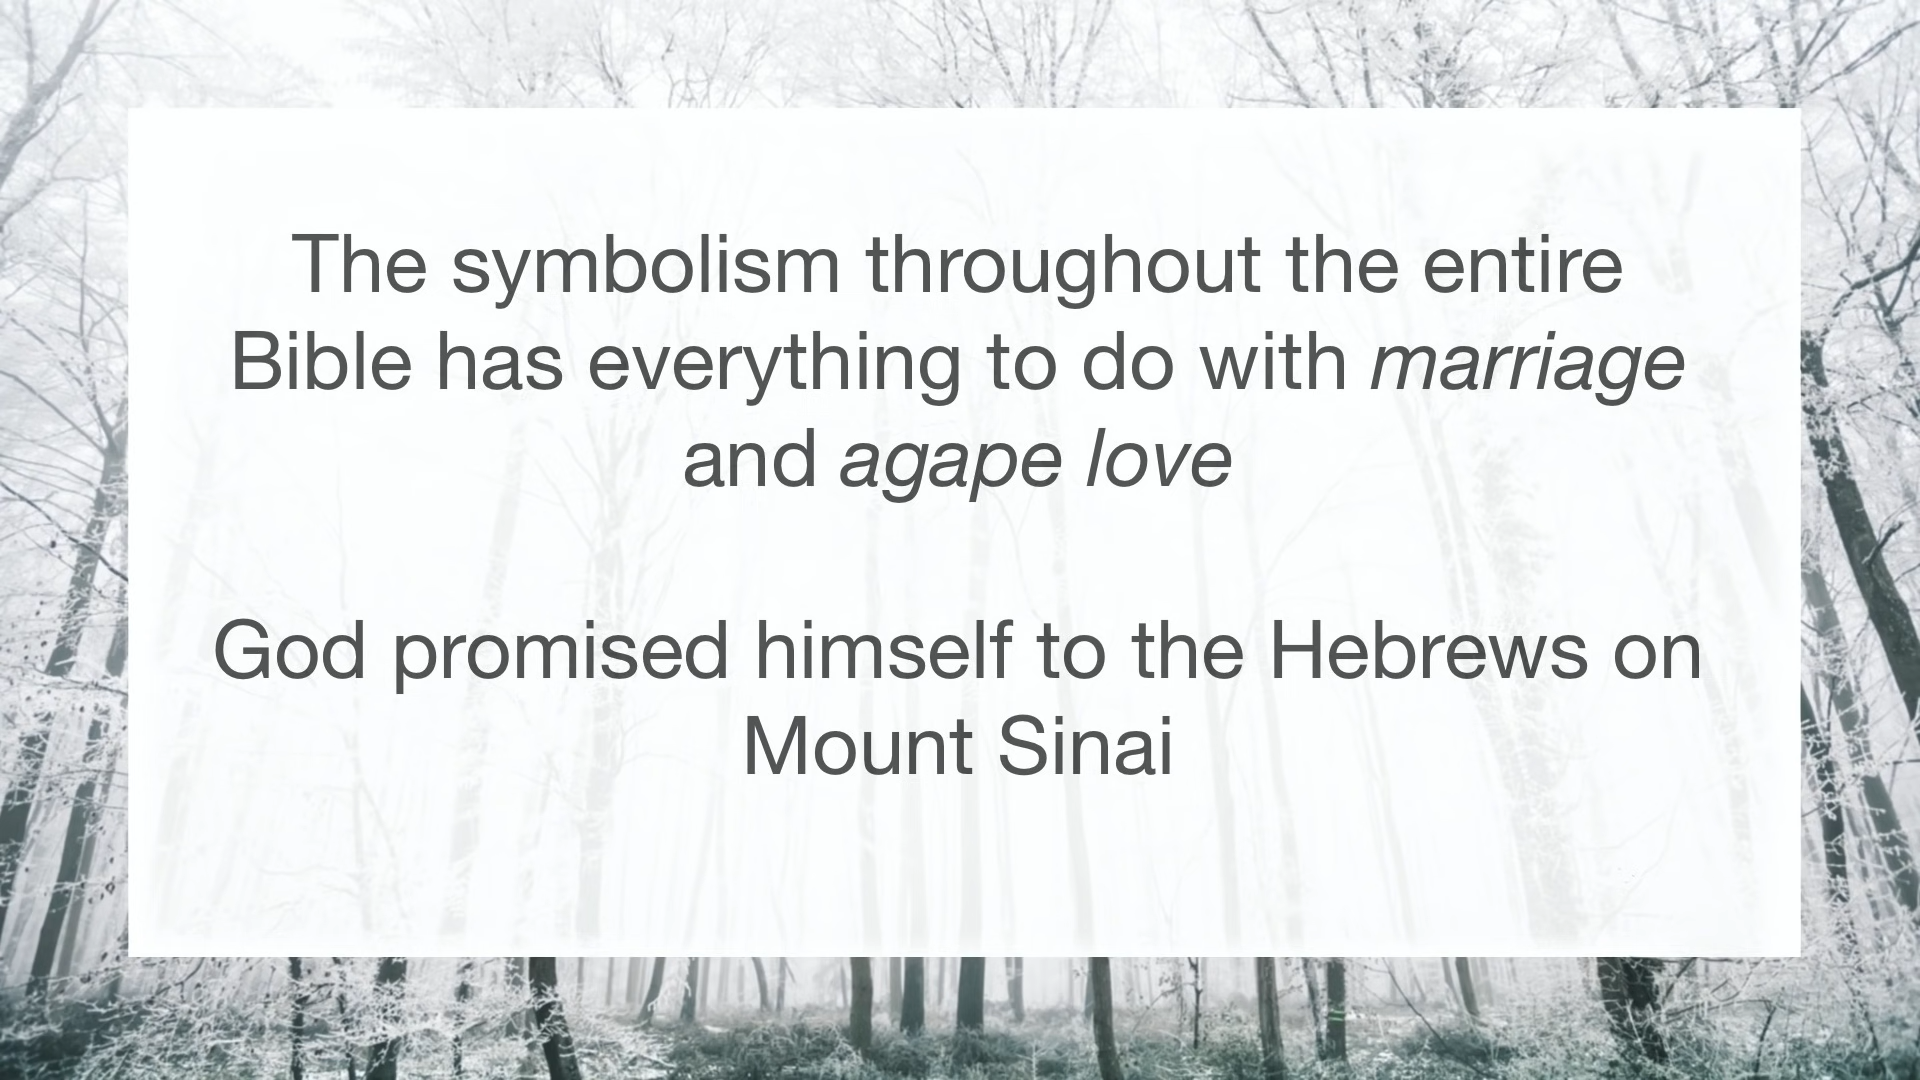 The symbolism throughout the entire
Bible has everything to do with marriage
and agape love
God promised himself to the Hebrews on
Mount Sinai